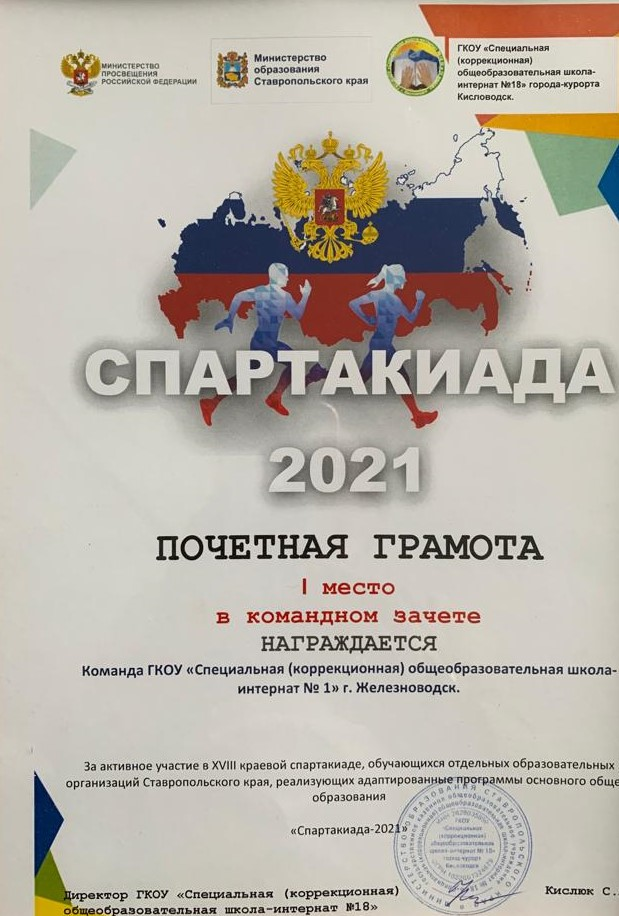 МИНИСТЕРСТВО
ПРОСВЕЩЕНИЯ
РОССИЙСКОЙ ФЕДЕРАЦИИ
Министерство
образования
Ставропольского края
ГКОУ «Специальная
(коррекционная)
общеобразовательная школа-
интернат №18» города-курорта
Кисловодск.
СПАРТАКИАДА
2021
ПОЧЕТНАЯ ГРАМОТА
I место
в командном зачете
НАГРАЖДАЕТСЯ
Команда ГКОУ «Специальная (коррекционная) общеобразовательная школа-
интернат № 1» г. Железноводск.
За активное участие в XVIII краевой спартакиаде, обучающихся отдельных образовательных
организаций Ставропольского края, реализующих адаптированные программы основного обще
образования
«Спартакиада-2021»
Директор ГКОУ «Специальная (коррекционная)
общеобразовательная школа-интернат №18»
Кислюк С.